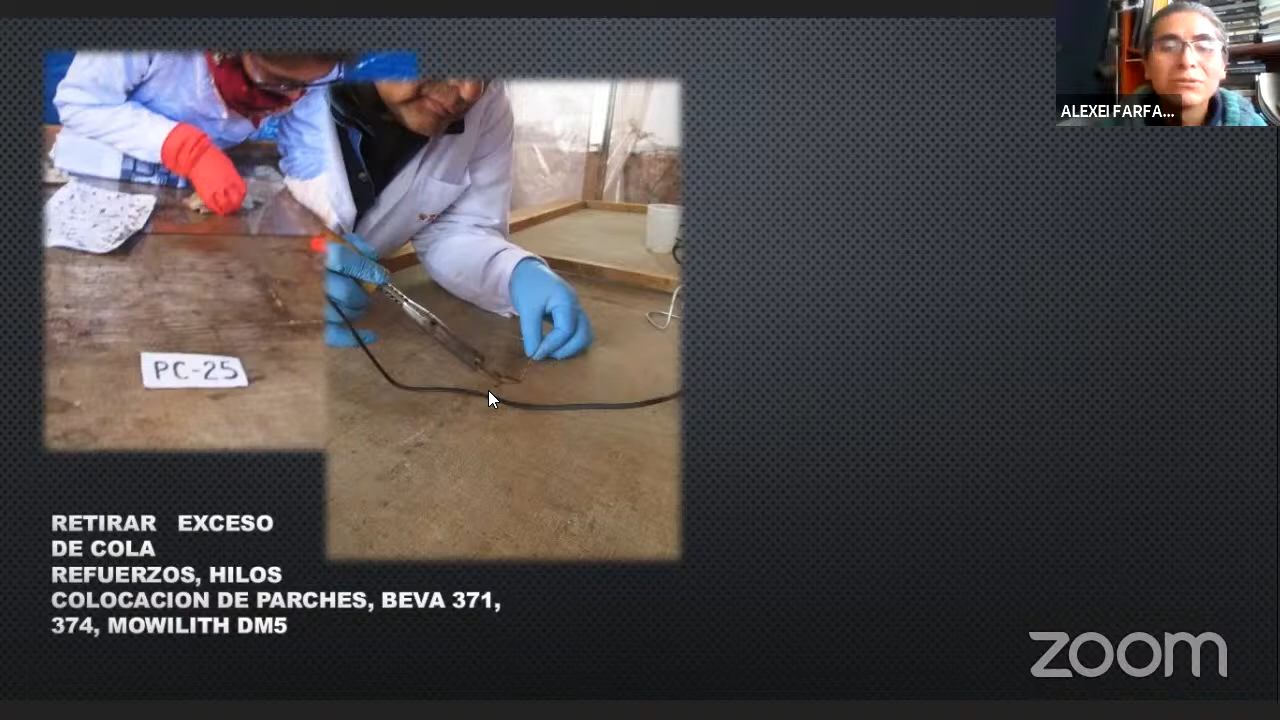 ALEXEI FARFA...
PC-25
RETIRAR EXCESO
DE COLA
REFUERZOS, HILOS
COLOCACION DE PARCHES, BEVA 371,
374, MOWILITH DM5
zoom